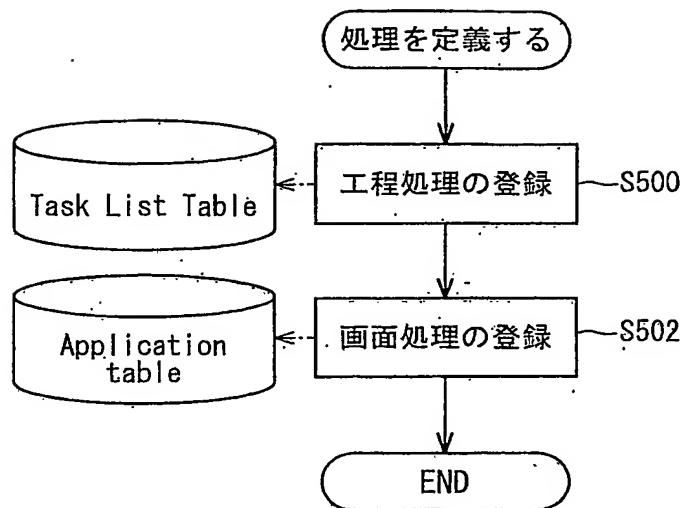 処理を定義する
Task List Table
工程処理の登録
S500
Application
table
画面処理の登録
S502
END